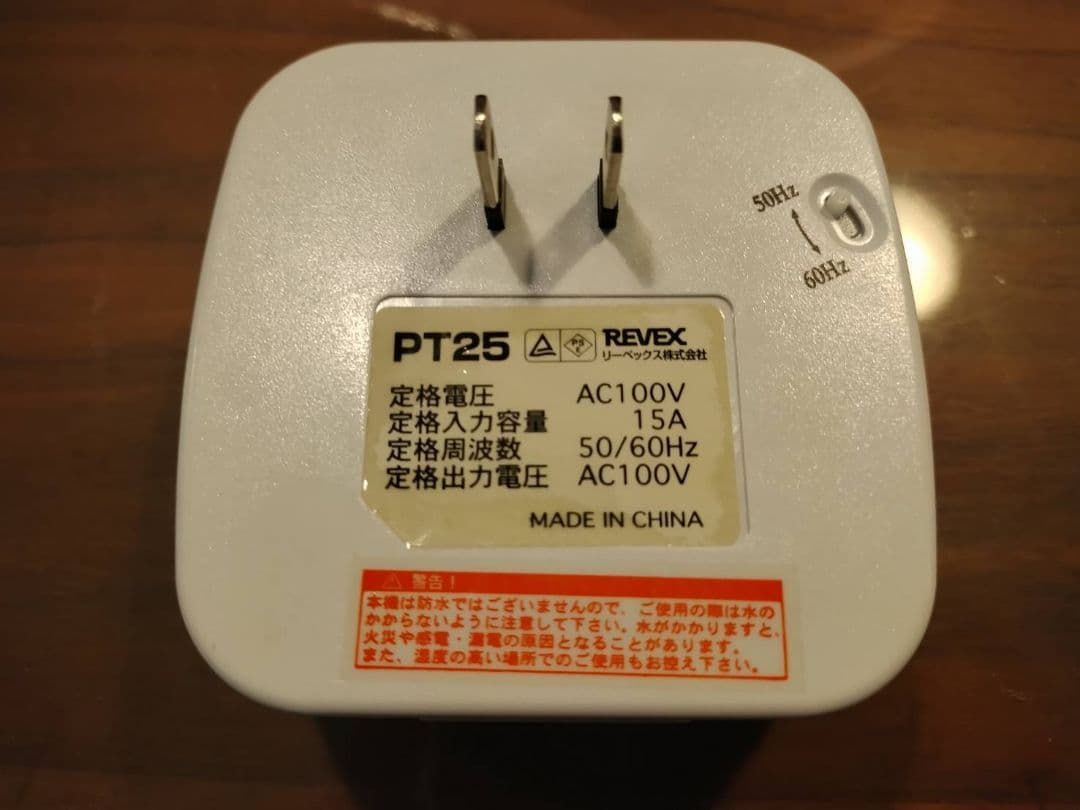 50Hz
60Hz
PT25 PS E REVEX
リーベックス株式会社
定格電圧 AC100V
定格入力容量 15A
定格周波数 50/60Hz
定格出力電圧 AC100V
MADE IN CHINA
警告!
本機は防水ではございませんので、ご使用の際は水の
かからないように注意して下さい。水がかかりますと、
火災や感電・漏電の原因となることがあります。
また、湿度の高い場所でのご使用もお控え下さい。